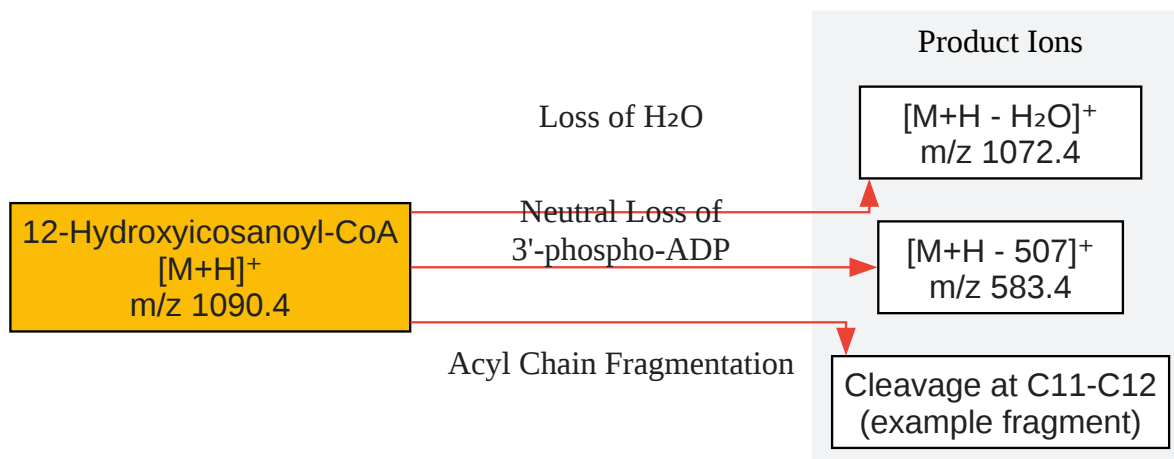 Product Ions
Loss of H₂O
[M+H - H₂O]⁺
m/z 1072.4
12-Hydroxyicosanoyl-CoA
[M+H]⁺
m/z 1090.4
Neutral Loss of
3'-phospho-ADP
[M+H - 507]⁺
m/z 583.4
Acyl Chain Fragmentation
Cleavage at C11-C12
(example fragment)